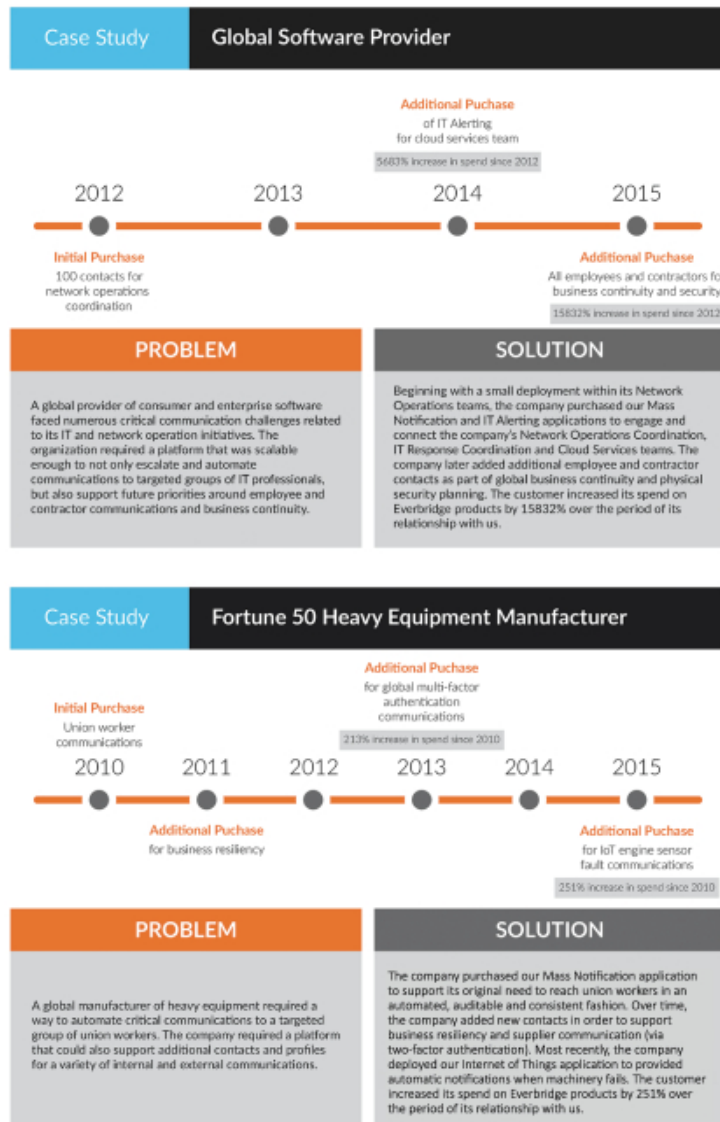 Case Study
Global Software Provider
Additional Puchase
of IT Alerting
for cloud services team
5683% increase in spend since 2012
2012
2013
2014
2015
Initial Purchase
100 contacts for
network operations
coordination
Additional Puchase
All employees and contractors fo
business continuity and security
15832% increase in spend since 2012
PROBLEM
A global provider of consumer and enterprise software
faced numerous critical communication challenges related
to its IT and network operation initiatives. The
organization required a platform that was scalable
enough to not only escalate and automate
communications to targeted groups of IT professionals,
but also support future priorities around employee and
contractor communications and business continuity.
SOLUTION
Beginning with a small deployment within its Network
Operations teams, the company purchased our Mass
Notification and IT Alerting applications to engage and
connect the company's Network Operations Coordination,
IT Response Coordination and Cloud Services teams. The
company later added additional employee and contractor
contacts as part of global business continuity and physical
security planning. The customer increased its spend on
Everbridge products by 15832% over the period of its
relationship with us.
Case Study
Fortune 50 Heavy Equipment Manufacturer
Initial Purchase
Union worker
communications
Additional Puchase
for global multi-factor
authentication
communications
213% increase in spend since 2010
2010
2011
2012
2013
2014
2015
Additional Puchase
for business resiliency
Additional Puchase
for IoT engine sensor
fault communications
251% increase in spend since 2010
PROBLEM
A global manufacturer of heavy equipment required a
way to automate critical communications to a targeted
group of union workers. The company required a platform
that could also support additional contacts and profiles
for a variety of internal and external communications.
SOLUTION
The company purchased our Mass Notification application
to support its original need to reach union workers in an
automated, auditable and consistent fashion. Over time,
the company added new contacts in order to support
business resiliency and supplier communication (via
two-factor authentication). Most recently, the company
deployed our Internet of Things application to provided
automatic notifications when machinery fails. The customer
increased its spend on Everbridge products by 251% over
the period of its relationship with us.